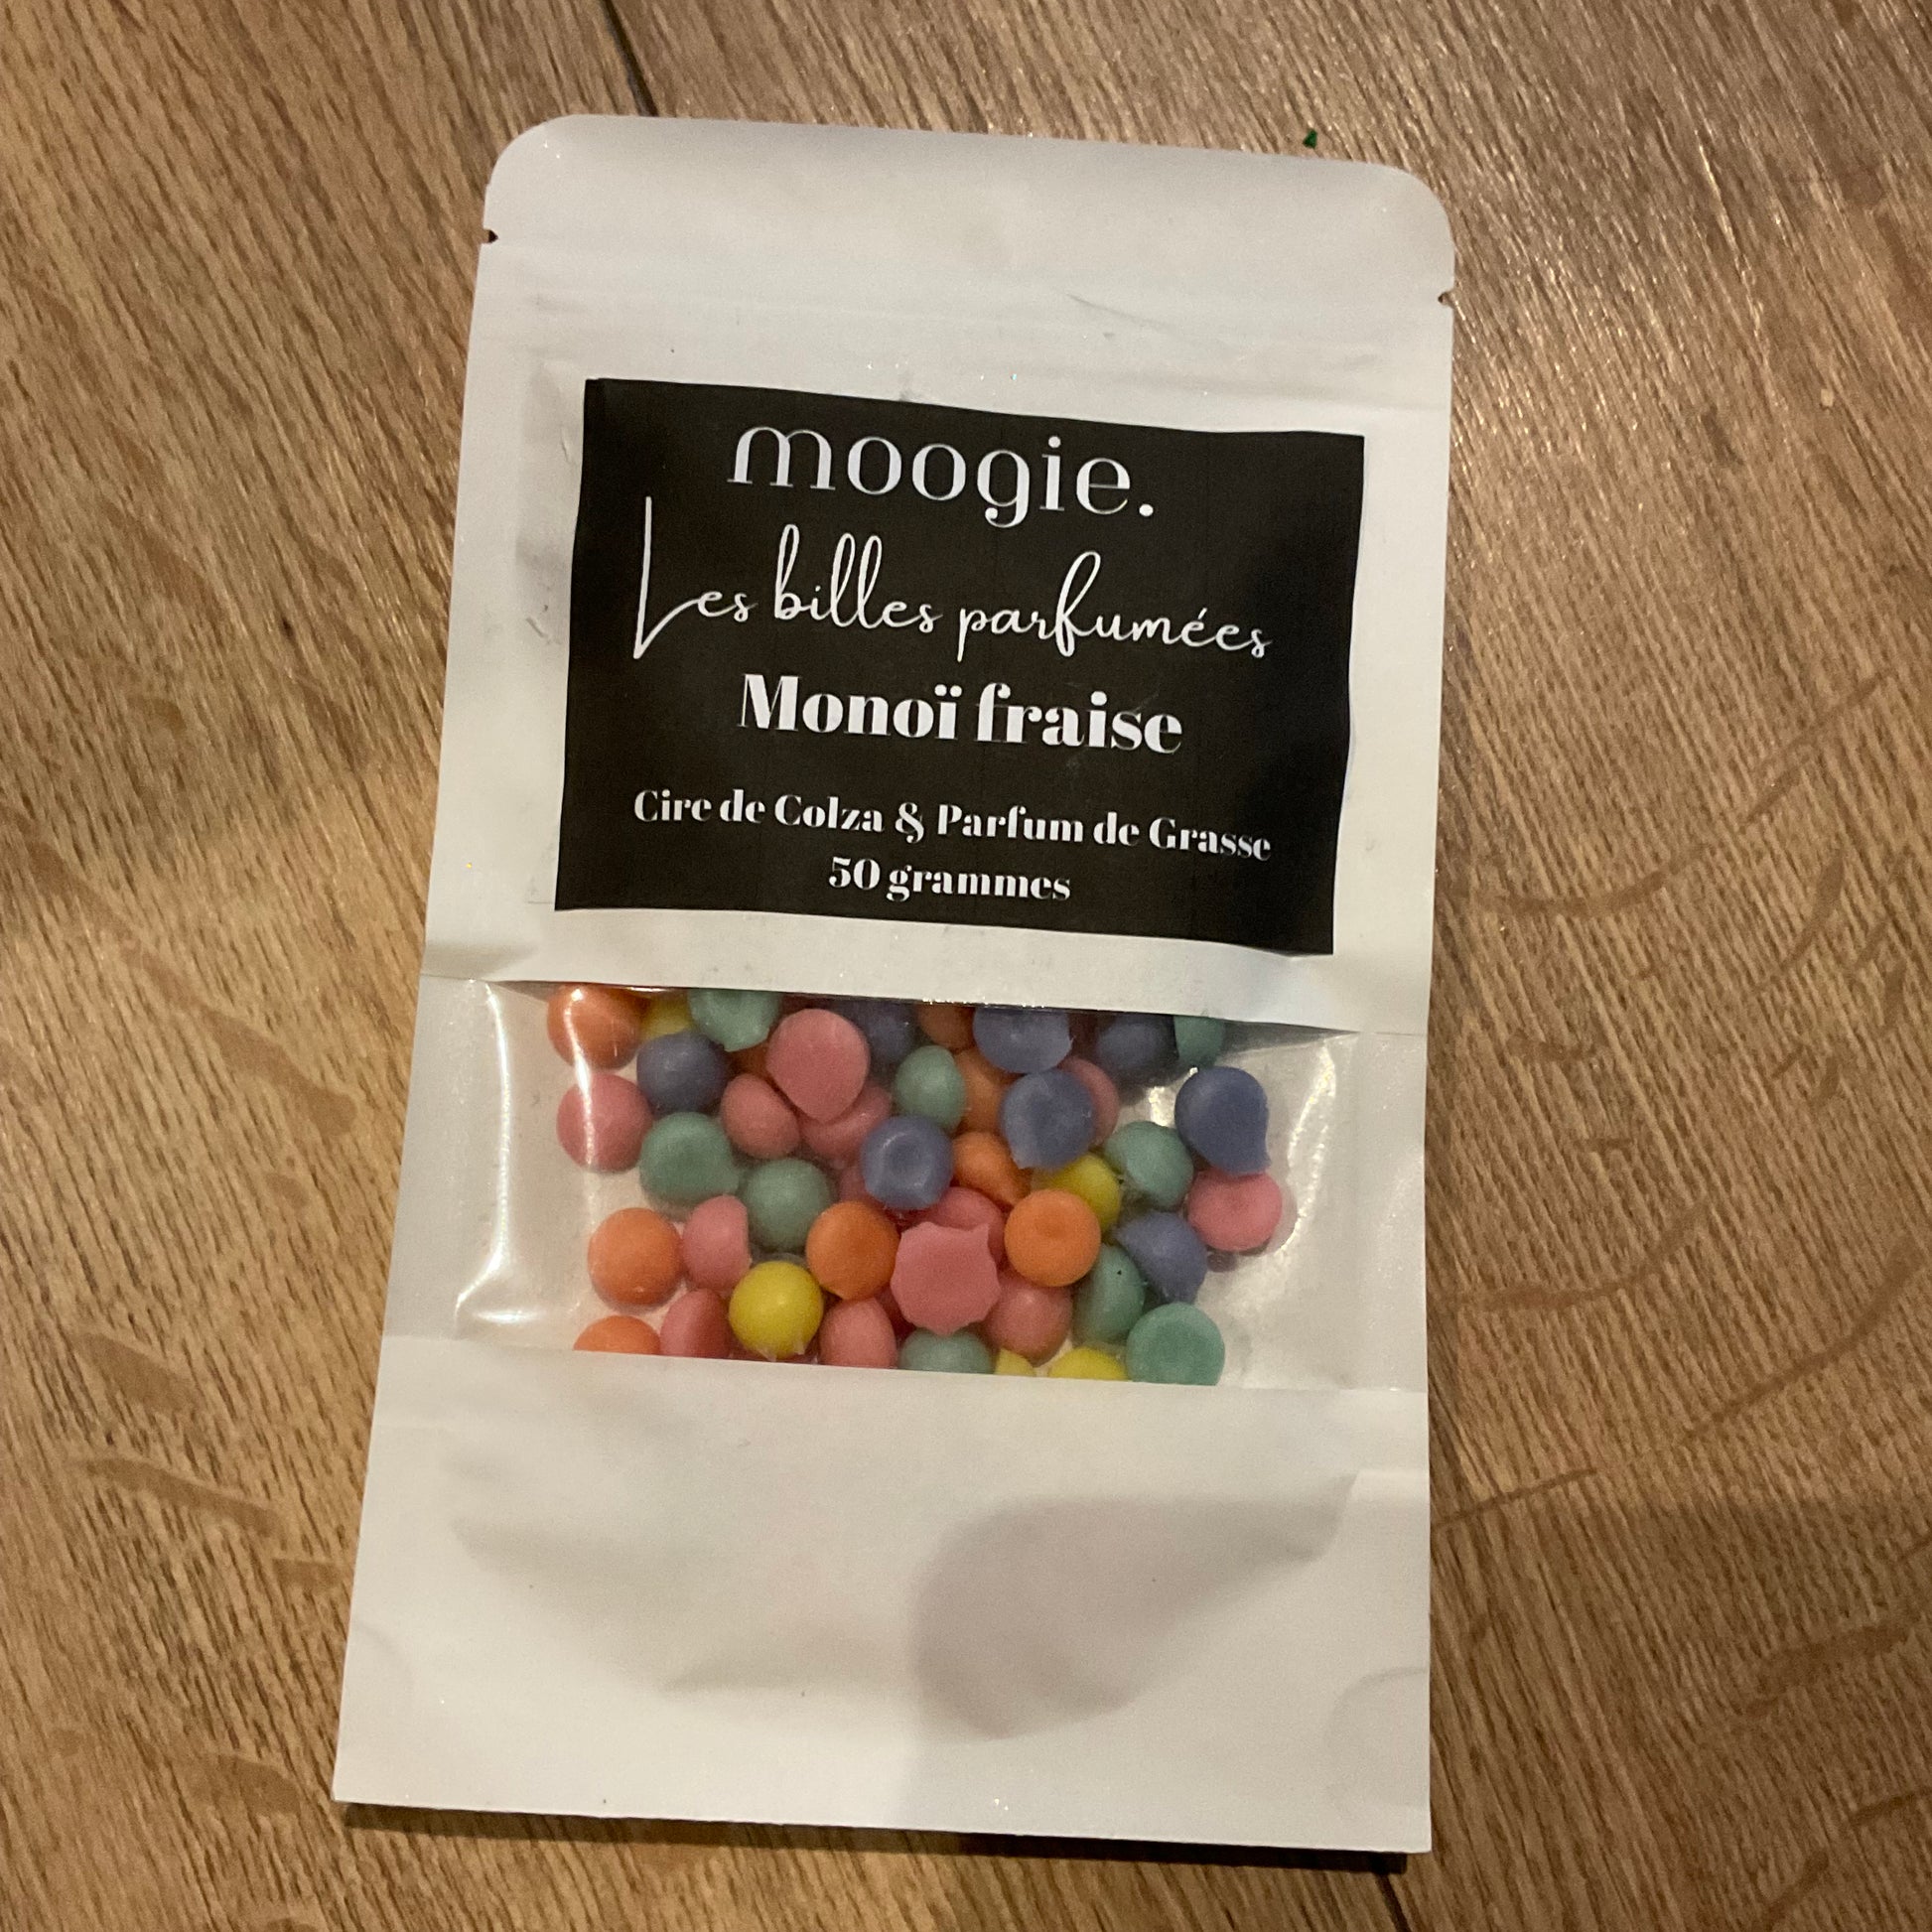 moogie.
Les billes parfumées
Monoï fraise
Cire de Colza & Parfum de Grasse
50 grammes